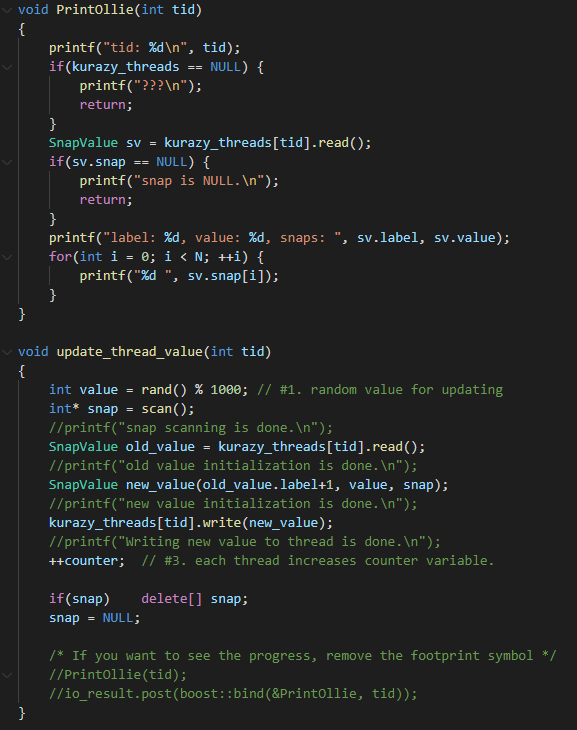 void PrintOllie(int tid)
{
    printf("tid: %d\n", tid);
    if(kurazy_threads == NULL) {
        printf("???\n");
        return;
    }
    SnapValue sv = kurazy_threads[tid].read();
    if(sv.snap == NULL) {
        printf("snap is NULL.\n");
        return;
    }
    printf("label: %d, value: %d, snaps: ", sv.label, sv.value);
    for(int i = 0; i < N; ++i) {
        printf("%d ", sv.snap[i]);
    }
}

void update_thread_value(int tid)
{
    int value = rand() % 1000; // #1. random value for updating
    int* snap = scan();
    //printf("snap scanning is done.\n");
    SnapValue old_value = kurazy_threads[tid].read();
    //printf("old value initialization is done.\n");
    SnapValue new_value(old_value.label+1, value, snap);
    //printf("new value initialization is done.\n");
    kurazy_threads[tid].write(new_value);
    //printf("Writing new value to thread is done.\n");
    ++counter;  // #3. each thread increases counter variable.

    if(snap)    delete[] snap;
    snap = NULL;

    /* If you want to see the progress, remove the footprint symbol */
    //PrintOllie(tid);
    //io_result.post(boost::bind(&PrintOllie, tid));
}